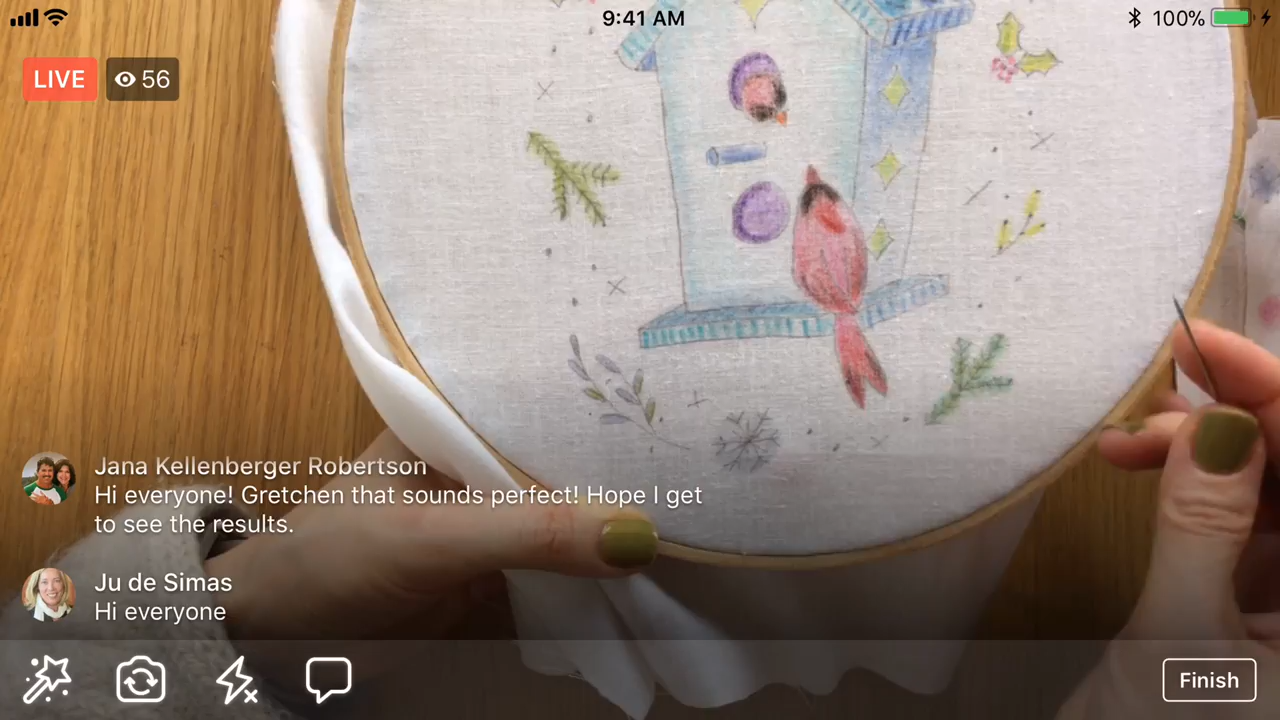 9:41 AM
100%
LIVE
56
Jana Kellenberger Robertson
Hi everyone! Gretchen that sounds perfect! Hope I get
to see the results.
Ju de Simas
Hi everyone
Finish